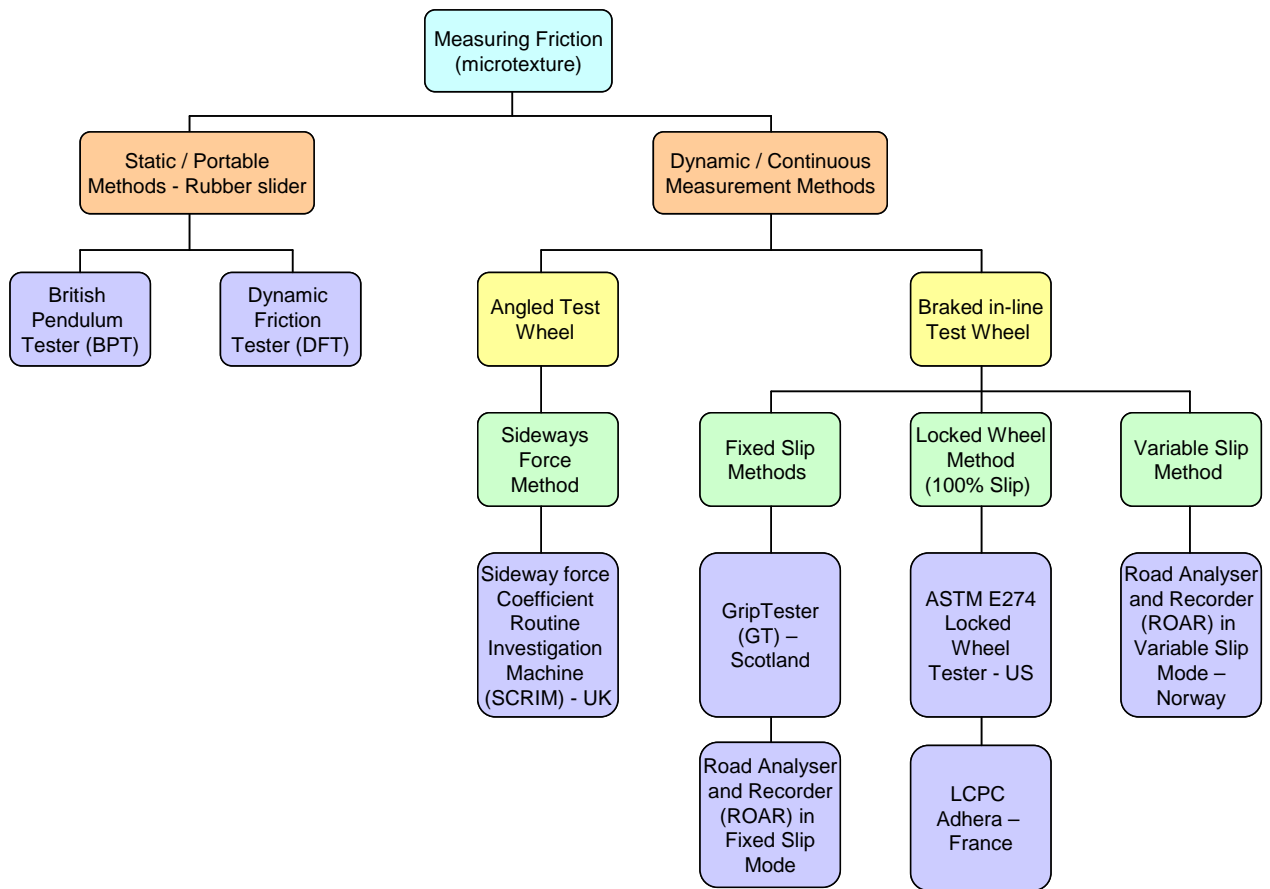 Measuring Friction
(microtexture)
Static / Portable
Methods - Rubber slider
Dynamic / Continuous
Measurement Methods
British
Pendulum
Tester (BPT)
Dynamic
Friction
Tester (DFT)
Angled Test
Wheel
Braked in-line
Test Wheel
Sideways
Force
Method
Fixed Slip
Methods
Locked Wheel
Method
(100% Slip)
Variable Slip
Method
Sideway force
Coefficient
Routine
Investigation
Machine
(SCRIM) - UK
GripTester
(GT) –
Scotland
ASTM E274
Locked
Wheel
Tester - US
Road Analyser
and Recorder
(ROAR) in
Variable Slip
Mode –
Norway
Road Analyser
and Recorder
(ROAR) in
Fixed Slip
Mode
LCPC
Adhera –
France